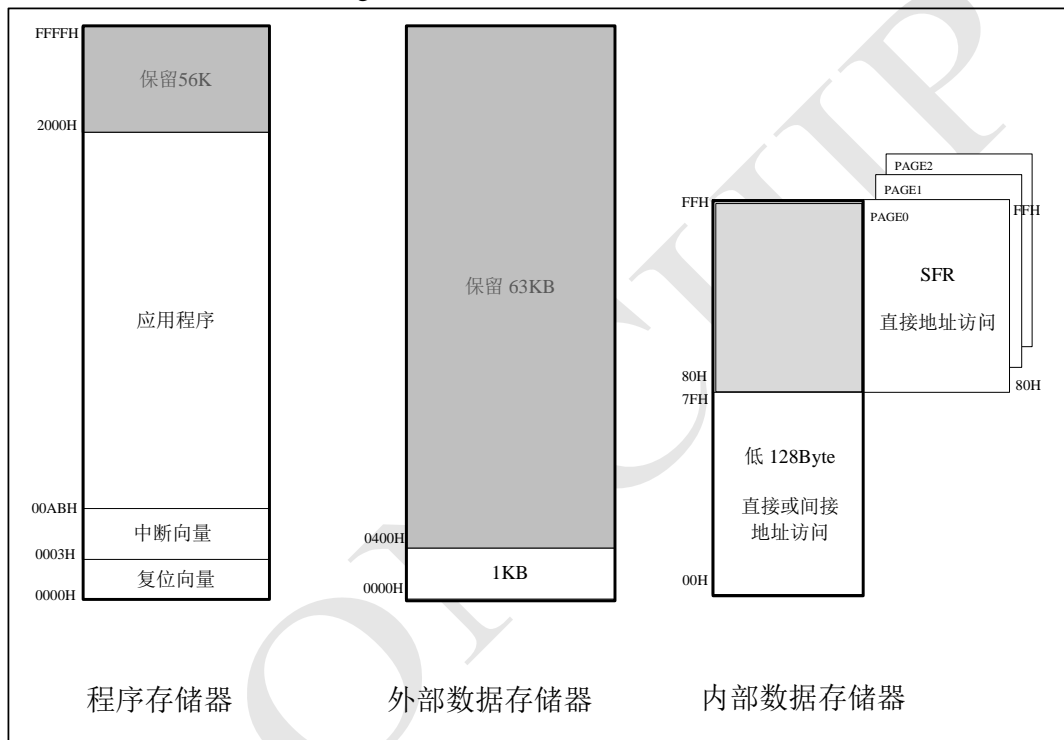 FFFFH
保留56K
2000H
应用程序
00ABH
中断向量
0003H
复位向量
0000H
程序存储器
保留 63KB
0400H
1KB
0000H
外部数据存储器
PAGE2
PAGE1
FFH
PAGE0
FFH
SFR
直接地址访问
80H
80H
7FH
低 128Byte
直接或间接
地址访问
00H
内部数据存储器